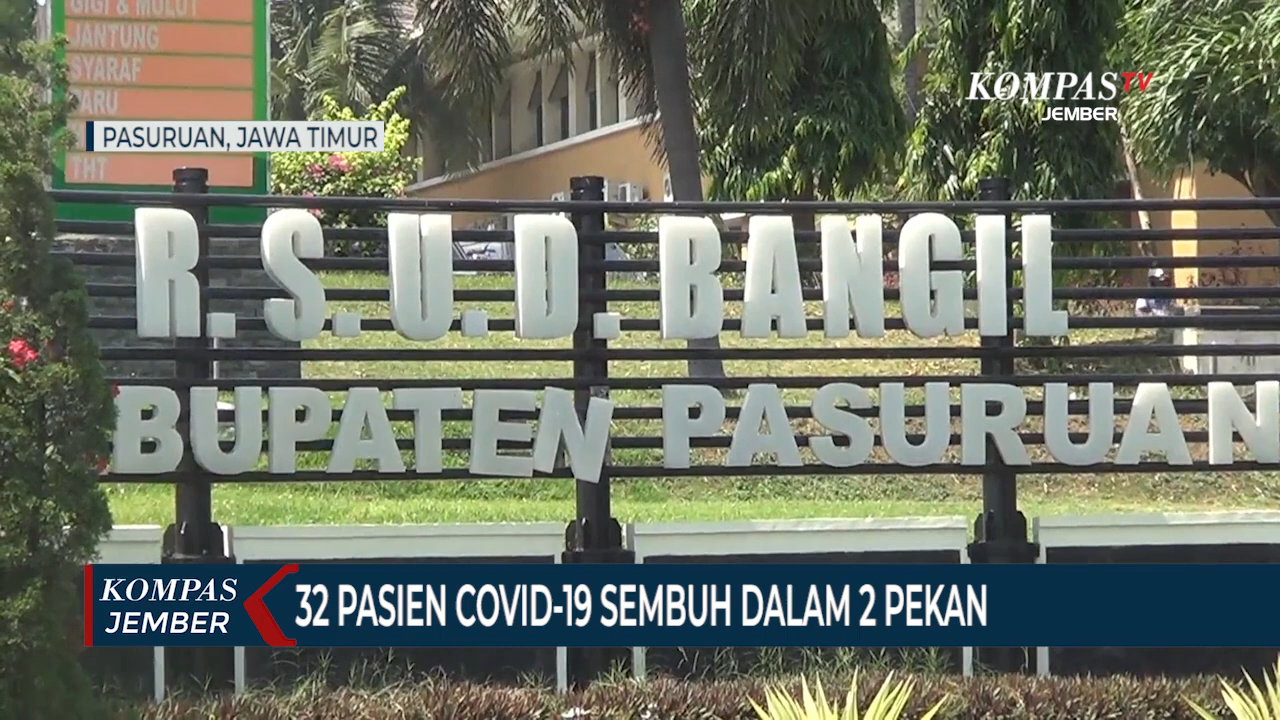 GIGI & MULUT
JANTUNG
SYARAF
PARU
THT
PASURUAN, JAWA TIMUR
KOMPAS TV
JEMBER
R.S.U.D. BANGIL
BUPATEN PASURUAN
KOMPAS
JEMBER
32 PASIEN COVID-19 SEMBUH DALAM 2 PEKAN